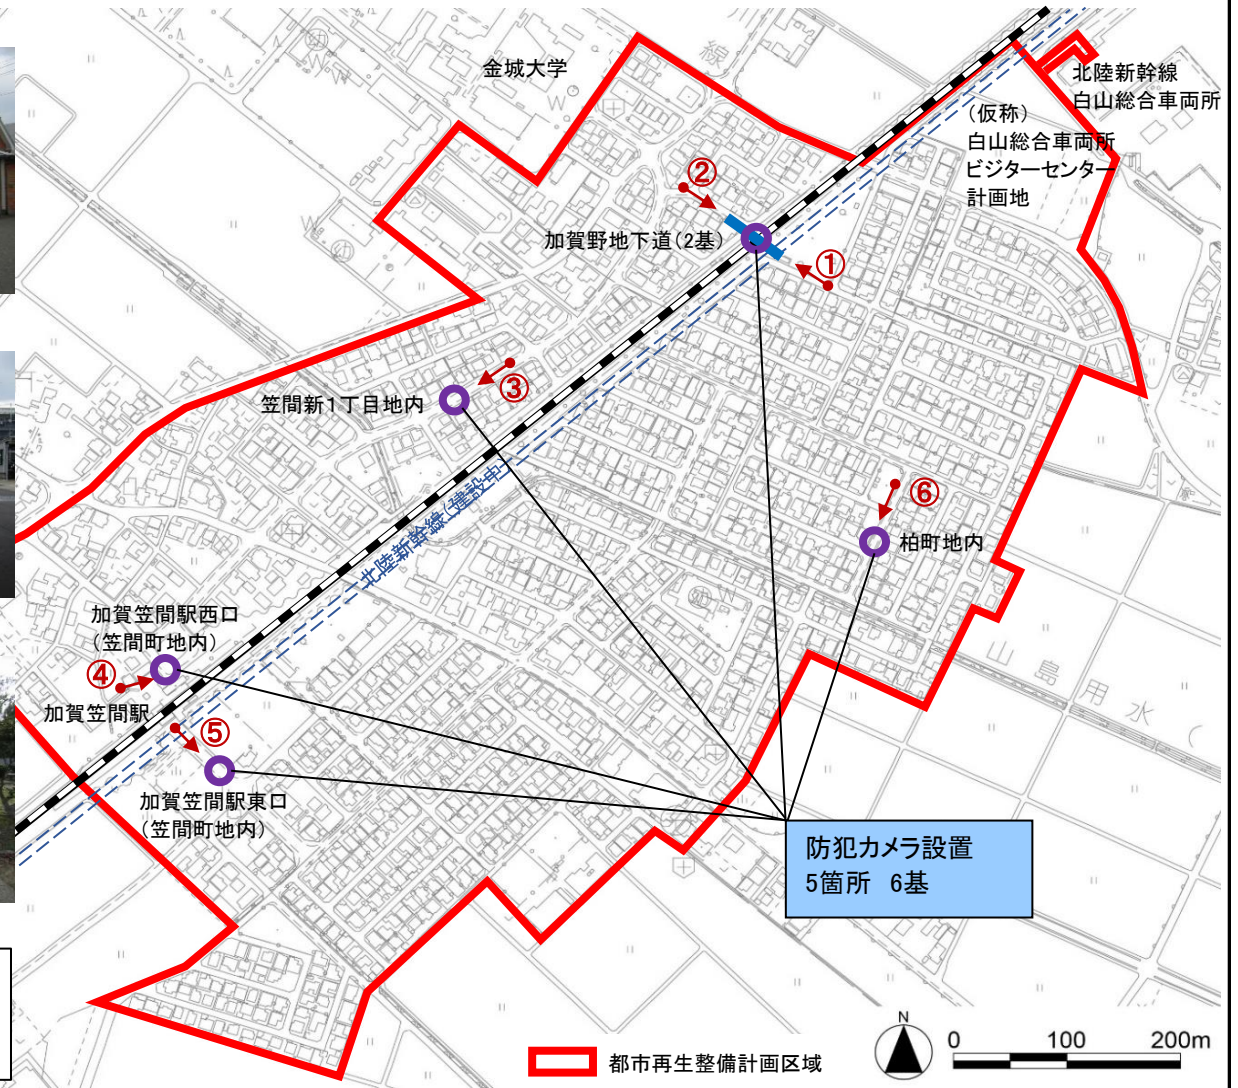 金城大学
線
北陸新幹線
白山総合車両所
(仮称)
白山総合車両所
ビジターセンター
計画地
②
加賀野地下道(2基)
①
③
笠間新1丁目地内
⑥
柏町地内
北陸新幹線(建設中)
加賀笠間駅西口
(笠間町地内)
④
加賀笠間駅
⑤
加賀笠間駅東口
(笠間町地内)
山島用水
防犯カメラ設置
5箇所 6基
都市再生整備計画区域
N
0 100 200m